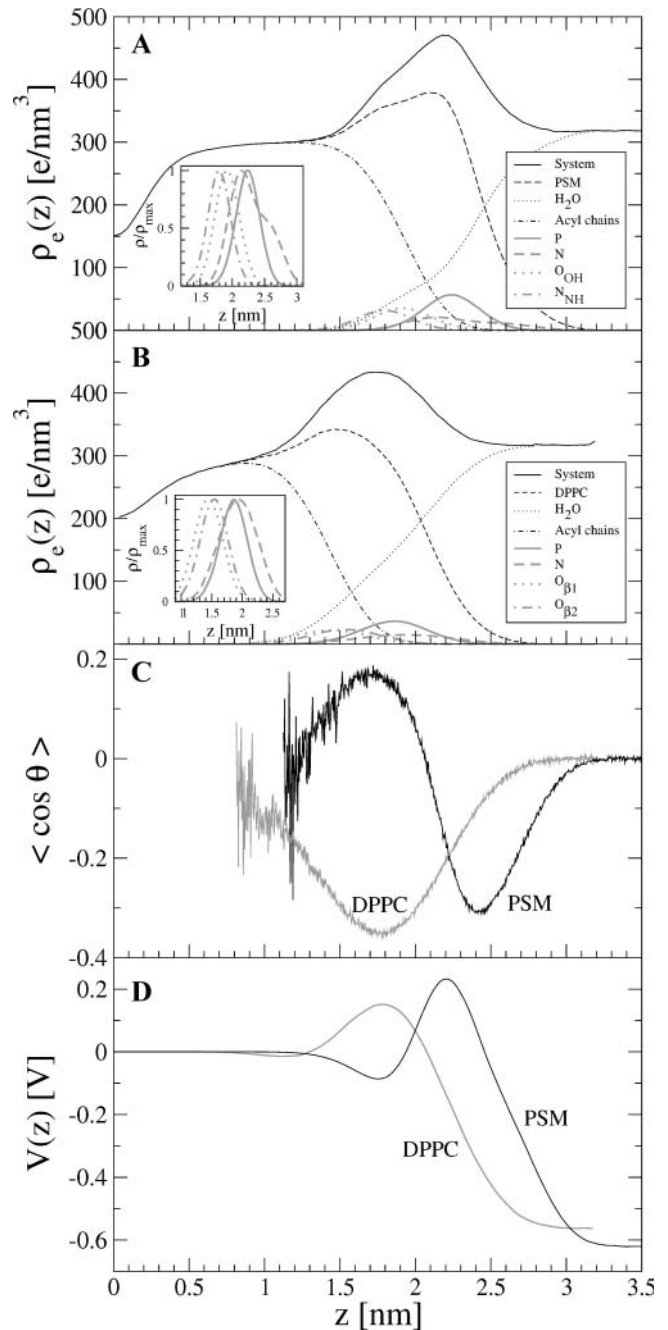 A
500
400
300
200
100
500
ρe(z) [e/nm³]
1
0.5
0
ρ/ρmax
1.5 2 2.5 3
z [nm]
System
PSM
H2O
Acyl chains
P
N
OOH
NNH
B
400
300
200
100
ρe(z) [e/nm³]
1
0.5
0
ρ/ρmax
1 1.5 2 2.5
z [nm]
System
DPPC
H2O
Acyl chains
P
N
Oβ1
Oβ2
C
0.2
0
-0.2
-0.4
< cos θ >
DPPC
PSM
D
0.2
0
-0.2
-0.4
-0.6
V(z) [V]
DPPC
PSM
0 0.5 1 1.5 2 2.5 3 3.5
z [nm]